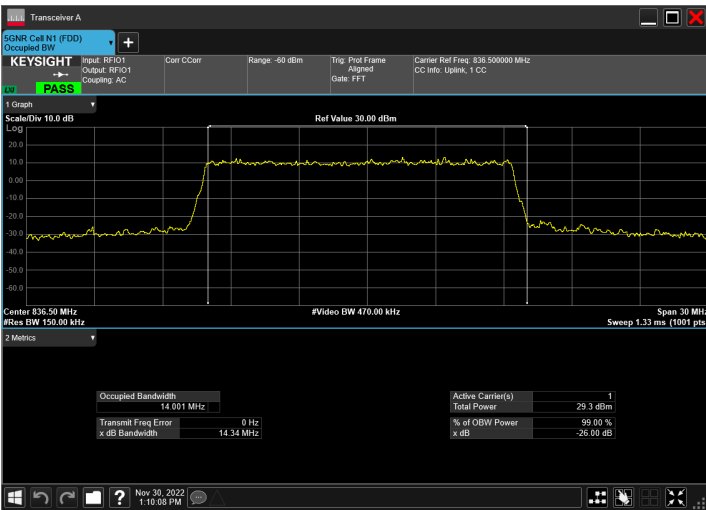 Transceiver A
5GNR Cell N1 (FDD)
Occupied BW
KEYSIGHT
PASS
Input: RFIO1
Output: RFIO1
Coupling: AC
Corr CCorr
Range: -60 dBm
Trig: Prot Frame
Aligned
Gate: FFT
Carrier Ref Freq: 836.500000 MHz
CC Info: Uplink, 1 CC
1 Graph
Scale/Div 10.0 dB
Ref Value 30.00 dBm
Log
20.0
10.0
0.00
-10.0
-20.0
-30.0
-40.0
-50.0
-60.0
Center 836.50 MHz
#Video BW 470.00 kHz
Span 30 MHz
#Res BW 150.00 kHz
Sweep 1.33 ms (1001 pts
2 Metrics
Occupied Bandwidth
14.001 MHz
Transmit Freq Error 0 Hz
x dB Bandwidth 14.34 MHz
Active Carrier(s) 1
Total Power 29.3 dBm
% of OBW Power 99.00 %
x dB -26.00 dB
Nov 30, 2022
1:10:08 PM